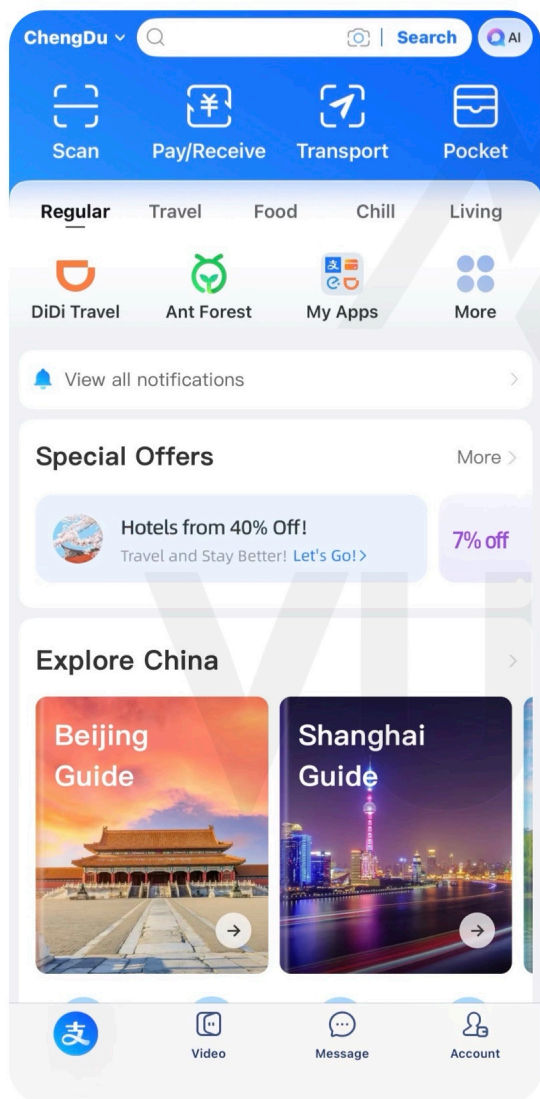 ChengDu
Search
AI
Scan
Pay/Receive
Transport
Pocket
Regular
Travel
Food
Chill
Living
支
DiDi Travel
Ant Forest
My Apps
More
View all notifications
Special Offers
More
Hotels from 40% Off!
Travel and Stay Better! Let's Go!
7% off
Explore China
Beijing
Guide
Shanghai
Guide
支
Video
Message
Account